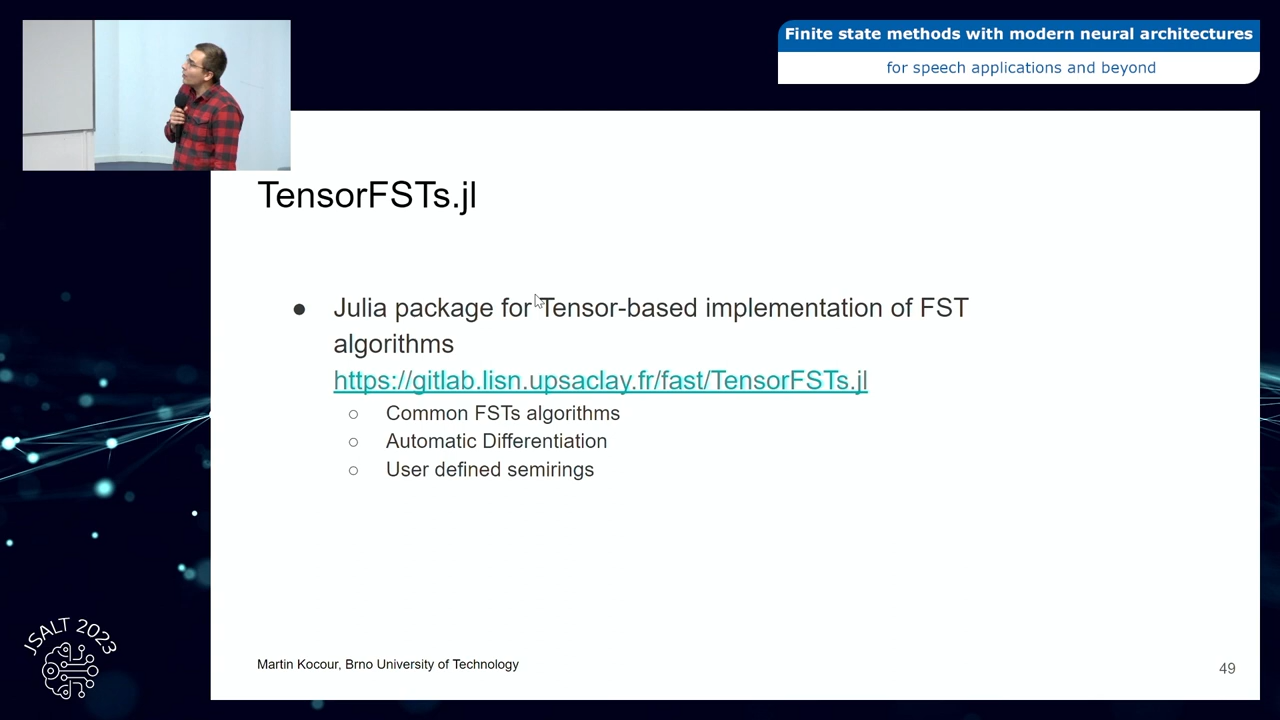 Finite state methods with modern neural architectures
for speech applications and beyond
TensorFSTs.jl
● Julia package for Tensor-based implementation of FST
algorithms
https://gitlab.lisn.upsaclay.fr/fast/TensorFSTs.jl
○ Common FSTs algorithms
○ Automatic Differentiation
○ User defined semirings
JSALT 2023
Martin Kocour, Brno University of Technology
49